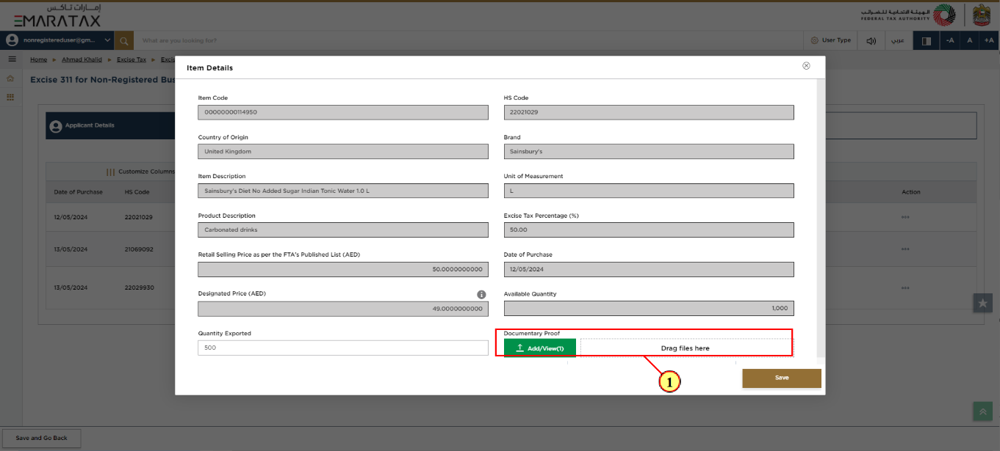 إمارات تاكس
EMARATAX
الهيئة الاتحادية للضرائب
FEDERAL TAX AUTHORITY
nonregistereduser@gm...
What are you looking for?
User Type
عربي
-A
A
+A
Home
Ahmad Khalid
Excise Tax
Excis
Excise 311 for Non-Registered Bus
Applicant Details
Customize Columns
Date of Purchase
HS Code
Action
12/05/2024
22021029
13/05/2024
21069092
13/05/2024
22029930
Item Details
Item Code
HS Code
00000000114950
22021029
Country of Origin
Brand
United Kingdom
Sainsbury's
Item Description
Unit of Measurement
Sainsbury's Diet No Added Sugar Indian Tonic Water 1.0 L
L
Product Description
Excise Tax Percentage (%)
Carbonated drinks
50.00
Retail Selling Price as per the FTA's Published List (AED)
Date of Purchase
50.0000000000
12/05/2024
Designated Price (AED)
Available Quantity
49.0000000000
1,000
Quantity Exported
Documentary Proof
500
Add/View(1)
Drag files here
1
Save
Save and Go Back